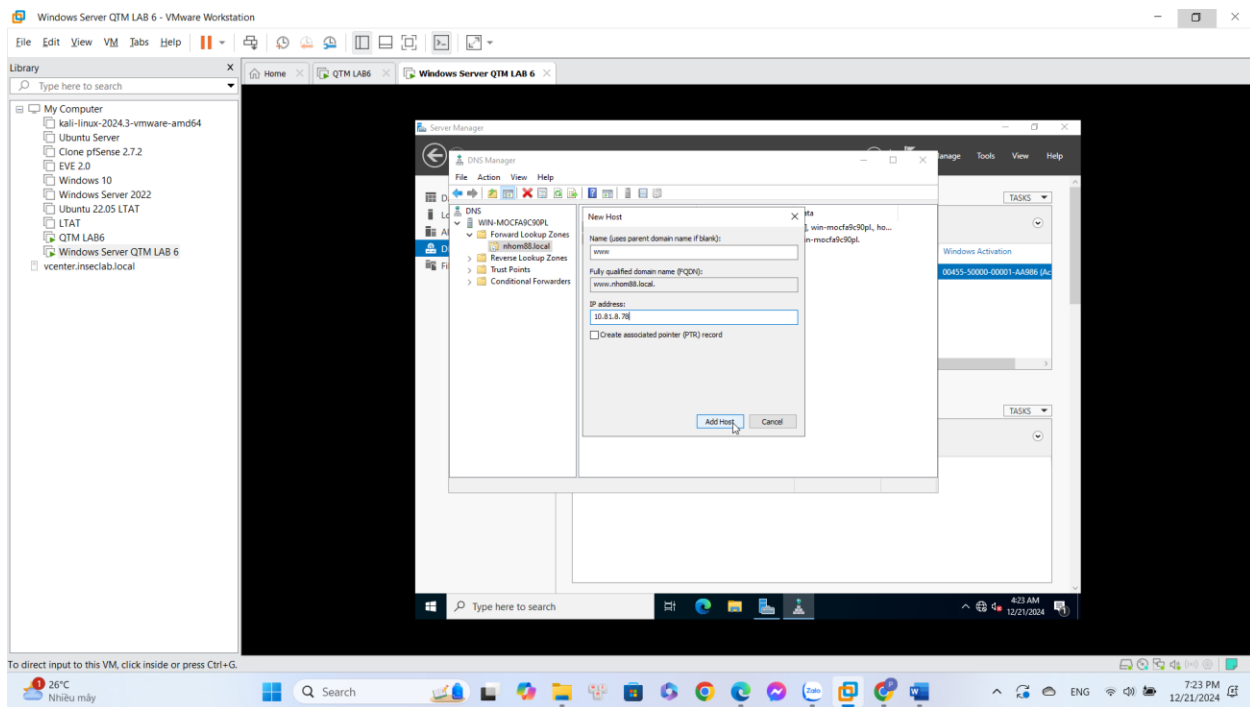 Windows Server QTM LAB 6 - VMware Workstation
File Edit View VM Tabs Help
Library X
Type here to search
My Computer
kali-linux-2024.3-vmware-amd64
Ubuntu Server
Clone pfSense 2.7.2
EVE 2.0
Windows 10
Windows Server 2022
Ubuntu 22.05 LTAT
LTAT
QTM LAB6
Windows Server QTM LAB 6
vcenter.inseclab.local
Home QTM LAB6 Windows Server QTM LAB 6
Server Manager
Manage Tools View Help
DNS Manager
File Action View Help
DNS
WIN-MOCFA9C90PL
Forward Lookup Zones
nhom88.local
Reverse Lookup Zones
Trust Points
Conditional Forwarders
New Host
Name (uses parent domain name if blank):
www
Fully qualified domain name (FQDN):
www.nhom88.local.
IP address:
10.81.8.78
Create associated pointer (PTR) record
Add Host Cancel
ata
], win-mocfa9c90pl., ho...
in-mocfa9c90pl.
TASKS
Windows Activation
00455-50000-00001-AA986 (Ac
TASKS
Type here to search
4:23 AM
12/21/2024
To direct input to this VM, click inside or press Ctrl+G.
1
26°C
Nhiều mây
Search
Zalo
ENG
7:23 PM
12/21/2024